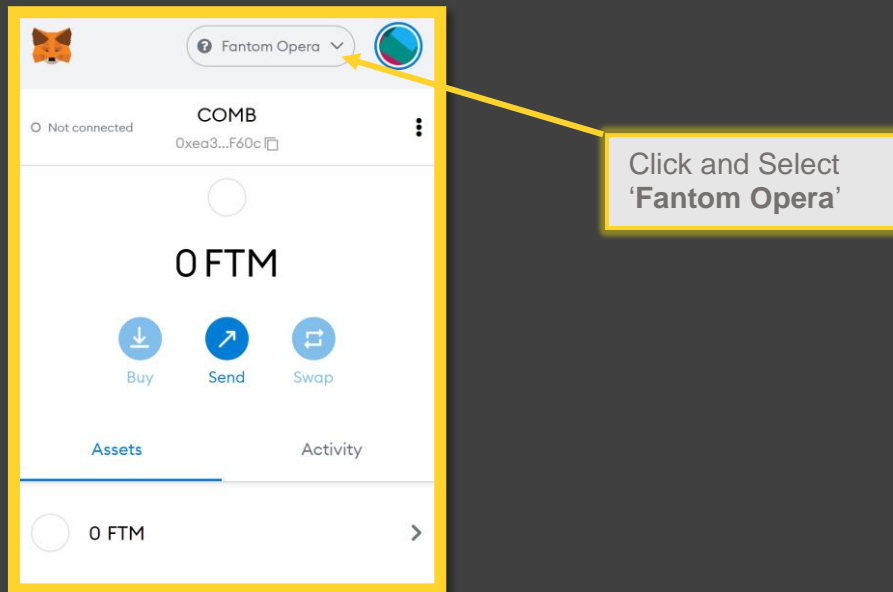 Fantom Opera
Not connected
COMB
0xea3...F60c
0 FTM
Buy
Send
Swap
Assets
Activity
0 FTM
Click and Select
‘Fantom Opera’